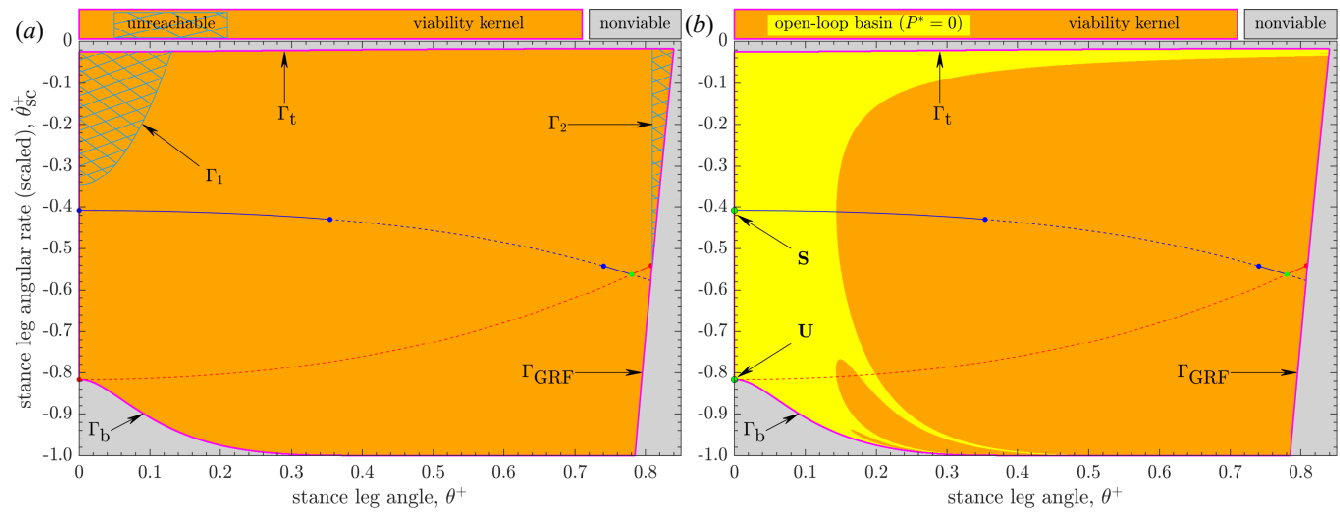 (a)
unreachable viability kernel nonviable
0
-0.1
-0.2
-0.3
-0.4
-0.5
-0.6
-0.7
-0.8
-0.9
-1.0
stance leg angular rate (scaled), θ̇⁺sc
Γt
Γ1
Γ2
ΓGRF
Γb
0 0.1 0.2 0.3 0.4 0.5 0.6 0.7 0.8
stance leg angle, θ⁺
(b)
open-loop basin (P* = 0) viability kernel nonviable
0
-0.1
-0.2
-0.3
-0.4
-0.5
-0.6
-0.7
-0.8
-0.9
-1.0
Γt
S
U
ΓGRF
Γb
0 0.1 0.2 0.3 0.4 0.5 0.6 0.7 0.8
stance leg angle, θ⁺